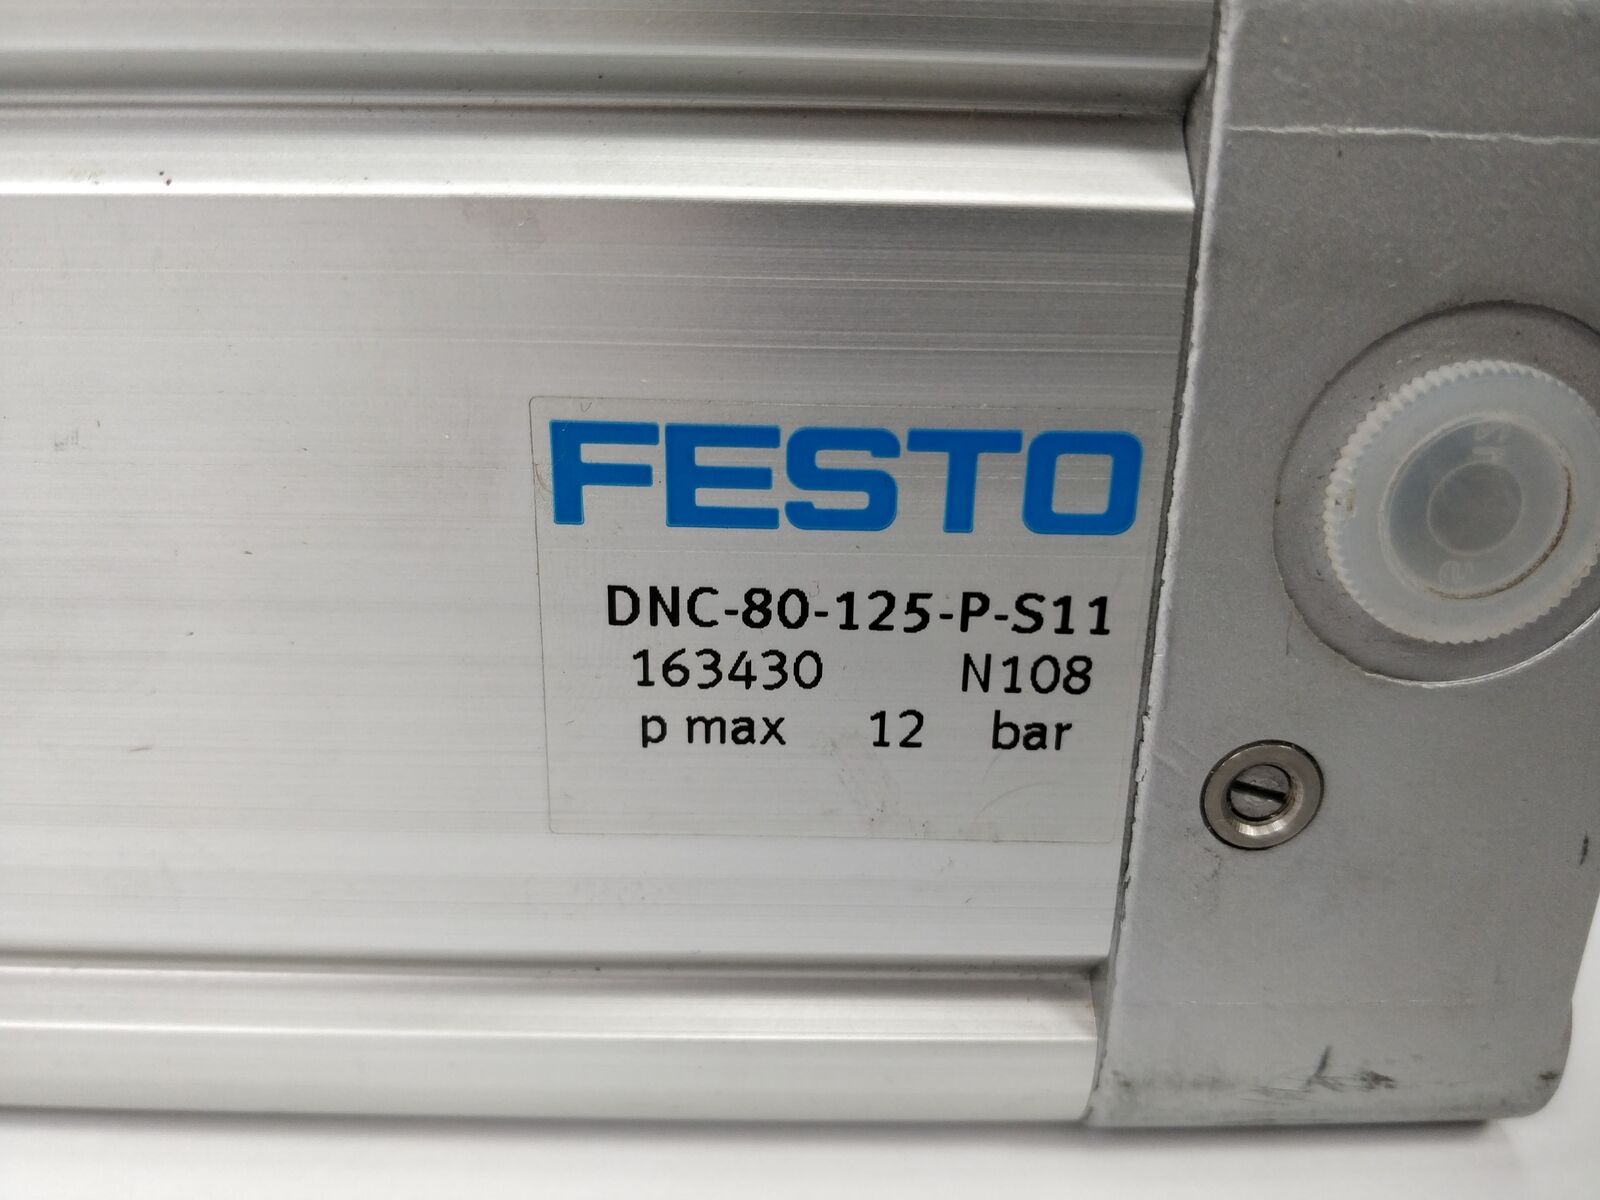 FESTO
DNC-80-125-P-S11
163430 N108
p max 12 bar